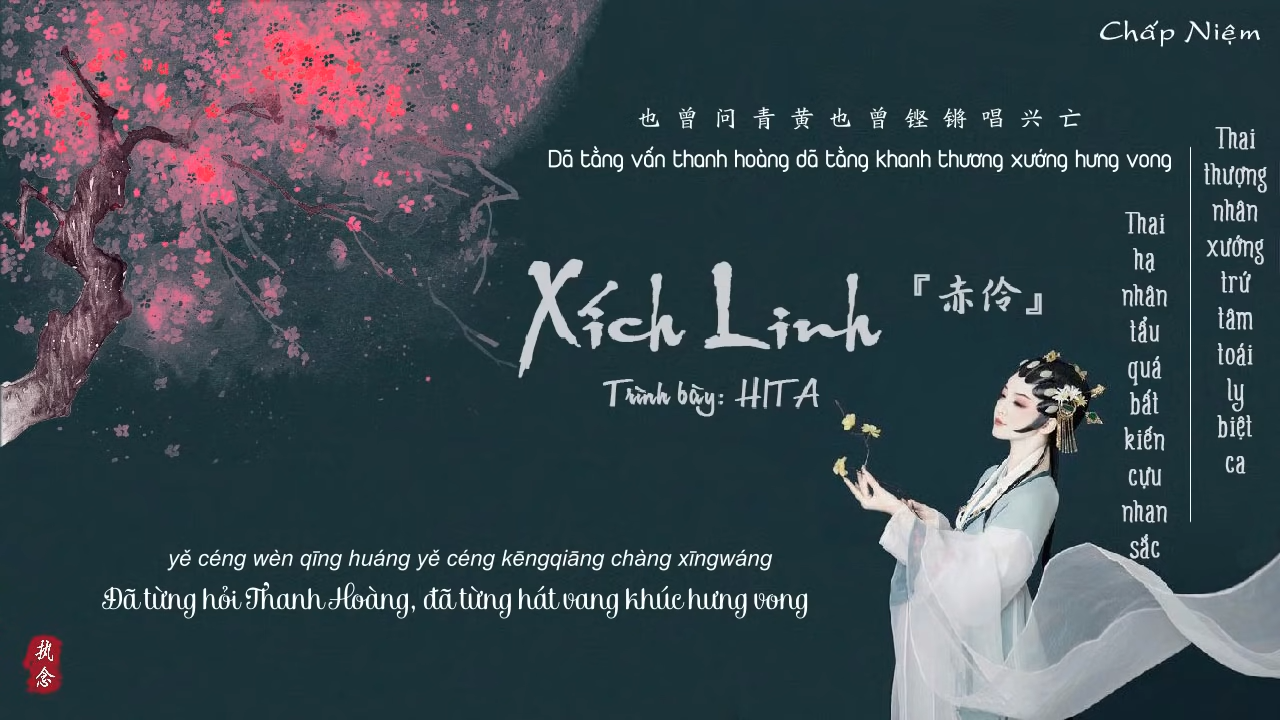 Chấp Niệm
也曾问青黄也曾铿锵唱兴亡
Dã tằng vấn thanh hoàng dã tằng khanh thương xướng hưng vong
Thai
thượng
nhân
xướng
trứ
tâm
toái
ly
biệt
ca
Thai
hạ
nhân
tẩu
quá
bất
kiến
cựu
nhan
sắc
Xích Linh 『赤伶』
Trình bày: HITA
yě céng wèn qīng huáng yě céng kēngqiāng chàng xīngwáng
Đã từng hỏi Thanh Hoàng, đã từng hát vang khúc hưng vong
执
念